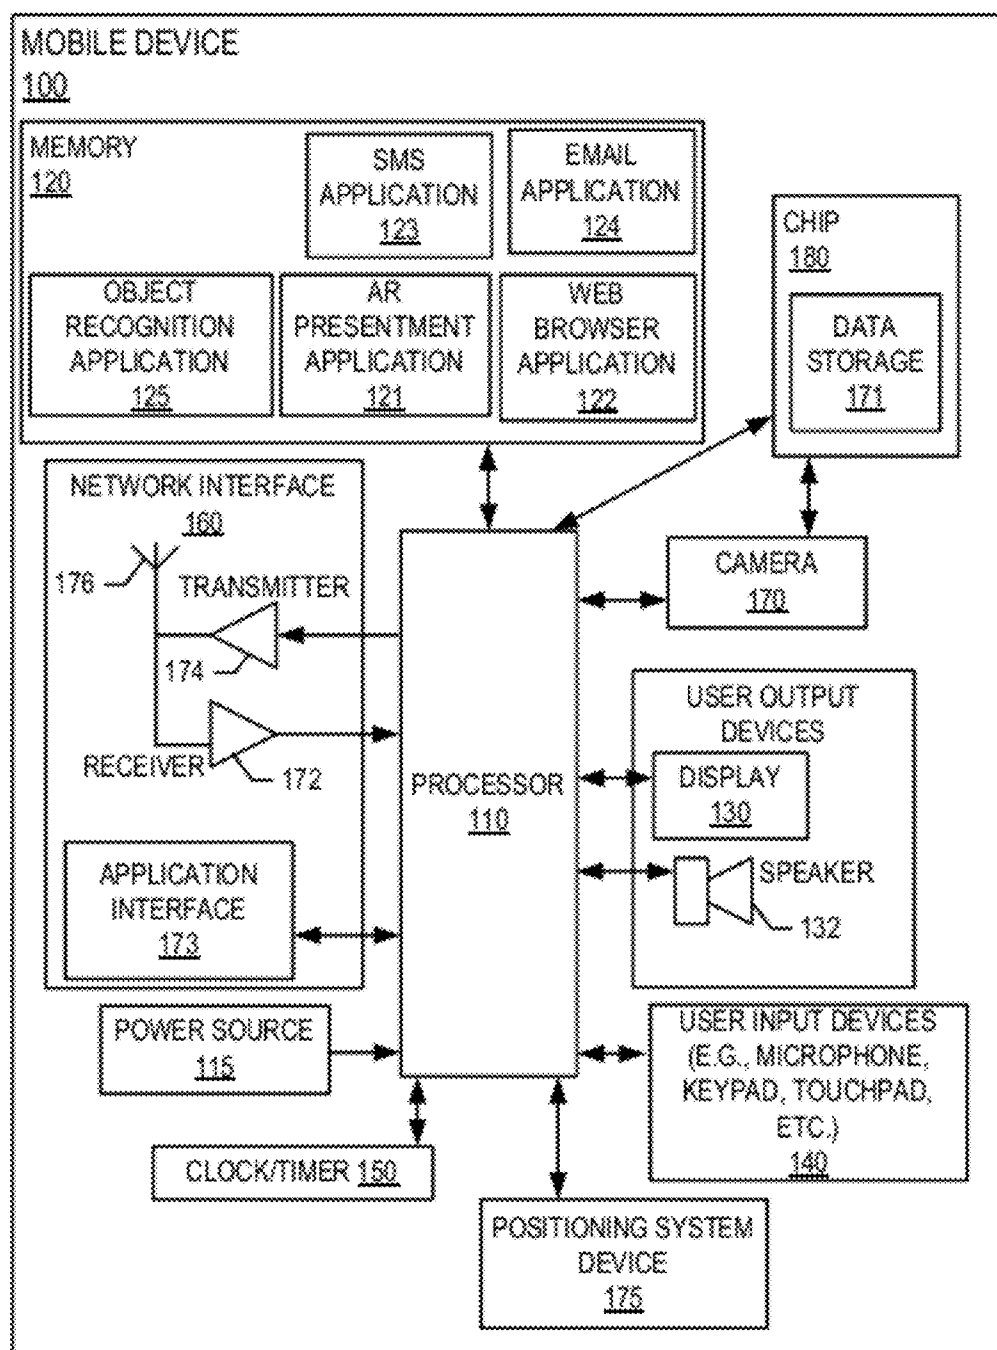 MOBILE DEVICE
100
MEMORY
120
SMS
APPLICATION
123
EMAIL
APPLICATION
124
OBJECT
RECOGNITION
APPLICATION
125
AR
PRESENTMENT
APPLICATION
121
WEB
BROWSER
APPLICATION
122
CHIP
180
DATA
STORAGE
171
NETWORK INTERFACE
160
176
TRANSMITTER
174
RECEIVER
172
APPLICATION
INTERFACE
173
PROCESSOR
110
CAMERA
170
USER OUTPUT
DEVICES
DISPLAY
130
SPEAKER
132
POWER SOURCE
115
USER INPUT DEVICES
(E.G., MICROPHONE,
KEYPAD, TOUCHPAD,
ETC.)
140
CLOCK/TIMER 150
POSITIONING SYSTEM
DEVICE
175